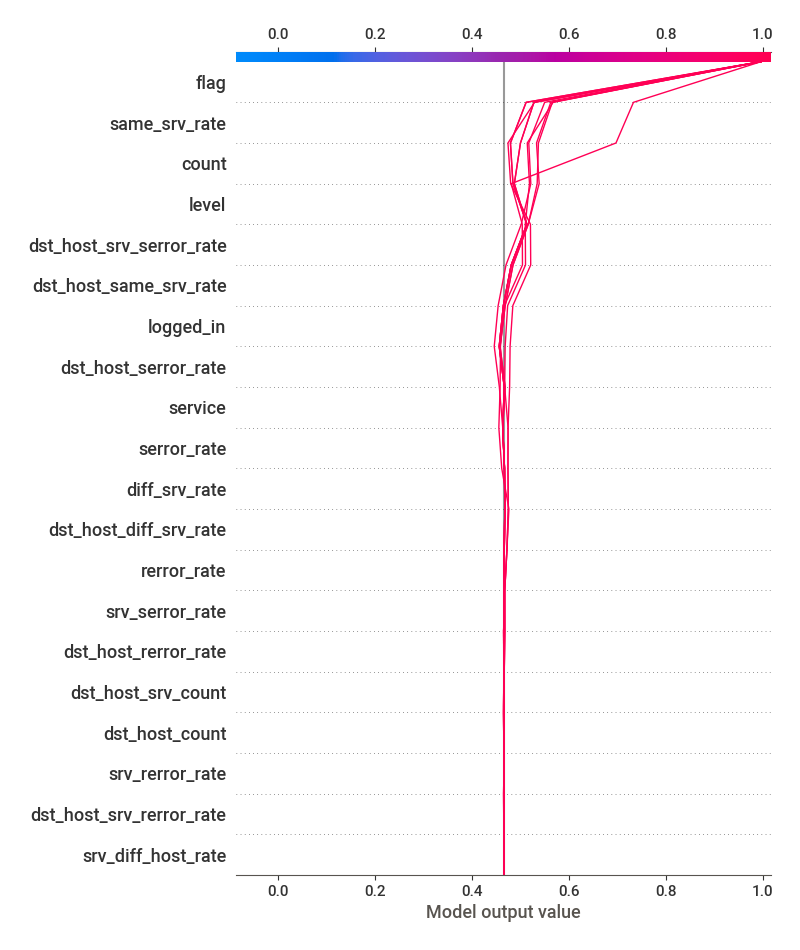 0.0 0.2 0.4 0.6 0.8 1.0
flag
same_srv_rate
count
level
dst_host_srv_serror_rate
dst_host_same_srv_rate
logged_in
dst_host_serror_rate
service
serror_rate
diff_srv_rate
dst_host_diff_srv_rate
rerror_rate
srv_serror_rate
dst_host_rerror_rate
dst_host_srv_count
dst_host_count
srv_rerror_rate
dst_host_srv_rerror_rate
srv_diff_host_rate
0.0 0.2 0.4 0.6 0.8 1.0
Model output value